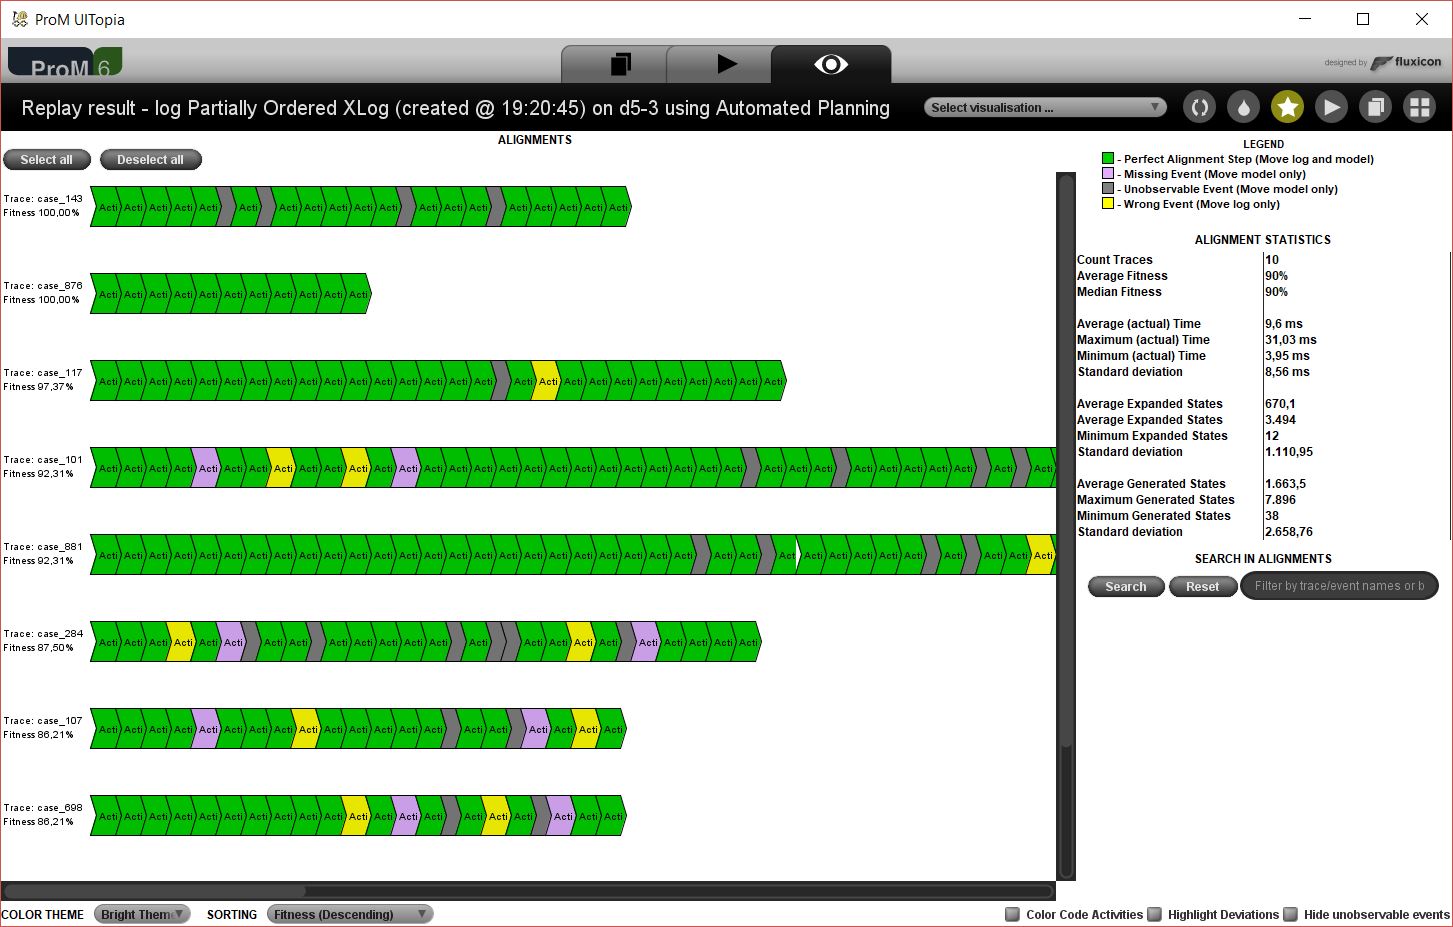 ProM UITopia
ProM 6
designed by fluxicon
Replay result - log Partially Ordered XLog (created @ 19:20:45) on d5-3 using Automated Planning
Select visualisation ...
ALIGNMENTS
Select all
Deselect all
Trace: case_143
Fitness 100,00%
Acti Acti Acti Acti Acti Acti Acti Acti Acti Acti Acti Acti Acti Acti Acti Acti Acti Acti
Trace: case_876
Fitness 100,00%
Acti Acti Acti Acti Acti Acti Acti Acti Acti Acti Acti
Trace: case_117
Fitness 97,37%
Acti Acti Acti Acti Acti Acti Acti Acti Acti Acti Acti Acti Acti Acti Acti Acti Acti Acti Acti Acti Acti Acti Acti Acti Acti Acti Acti
Trace: case_101
Fitness 92,31%
Acti Acti Acti Acti Acti Acti Acti Acti Acti Acti Acti Acti Acti Acti Acti Acti Acti Acti Acti Acti Acti Acti Acti Acti Acti Acti Acti Acti Acti Acti Acti Acti Acti Acti Acti Acti
Trace: case_881
Fitness 92,31%
Acti Acti Acti Acti Acti Acti Acti Acti Acti Acti Acti Acti Acti Acti Acti Acti Acti Acti Acti Acti Acti Acti Acti Acti Acti Acti Acti Acti Acti Acti Acti Acti Acti Acti Acti
Trace: case_284
Fitness 87,50%
Acti Acti Acti Acti Acti Acti Acti Acti Acti Acti Acti Acti Acti Acti Acti Acti Acti Acti Acti Acti Acti Acti Acti
Trace: case_107
Fitness 86,21%
Acti Acti Acti Acti Acti Acti Acti Acti Acti Acti Acti Acti Acti Acti Acti Acti Acti Acti Acti Acti
Trace: case_698
Fitness 86,21%
Acti Acti Acti Acti Acti Acti Acti Acti Acti Acti Acti Acti Acti Acti Acti Acti Acti Acti Acti Acti
LEGEND
- Perfect Alignment Step (Move log and model)
- Missing Event (Move model only)
- Unobservable Event (Move model only)
- Wrong Event (Move log only)
ALIGNMENT STATISTICS
Count Traces 10
Average Fitness 90%
Median Fitness 90%
Average (actual) Time 9,6 ms
Maximum (actual) Time 31,03 ms
Minimum (actual) Time 3,95 ms
Standard deviation 8,56 ms
Average Expanded States 670,1
Average Expanded States 3.494
Minimum Expanded States 12
Standard deviation 1.110,95
Average Generated States 1.663,5
Maximum Generated States 7.896
Minimum Generated States 38
Standard deviation 2.658,76
SEARCH IN ALIGNMENTS
Search
Reset
Filter by trace/event names or b
COLOR THEME
Bright Theme
SORTING
Fitness (Descending)
Color Code Activities
Highlight Deviations
Hide unobservable events